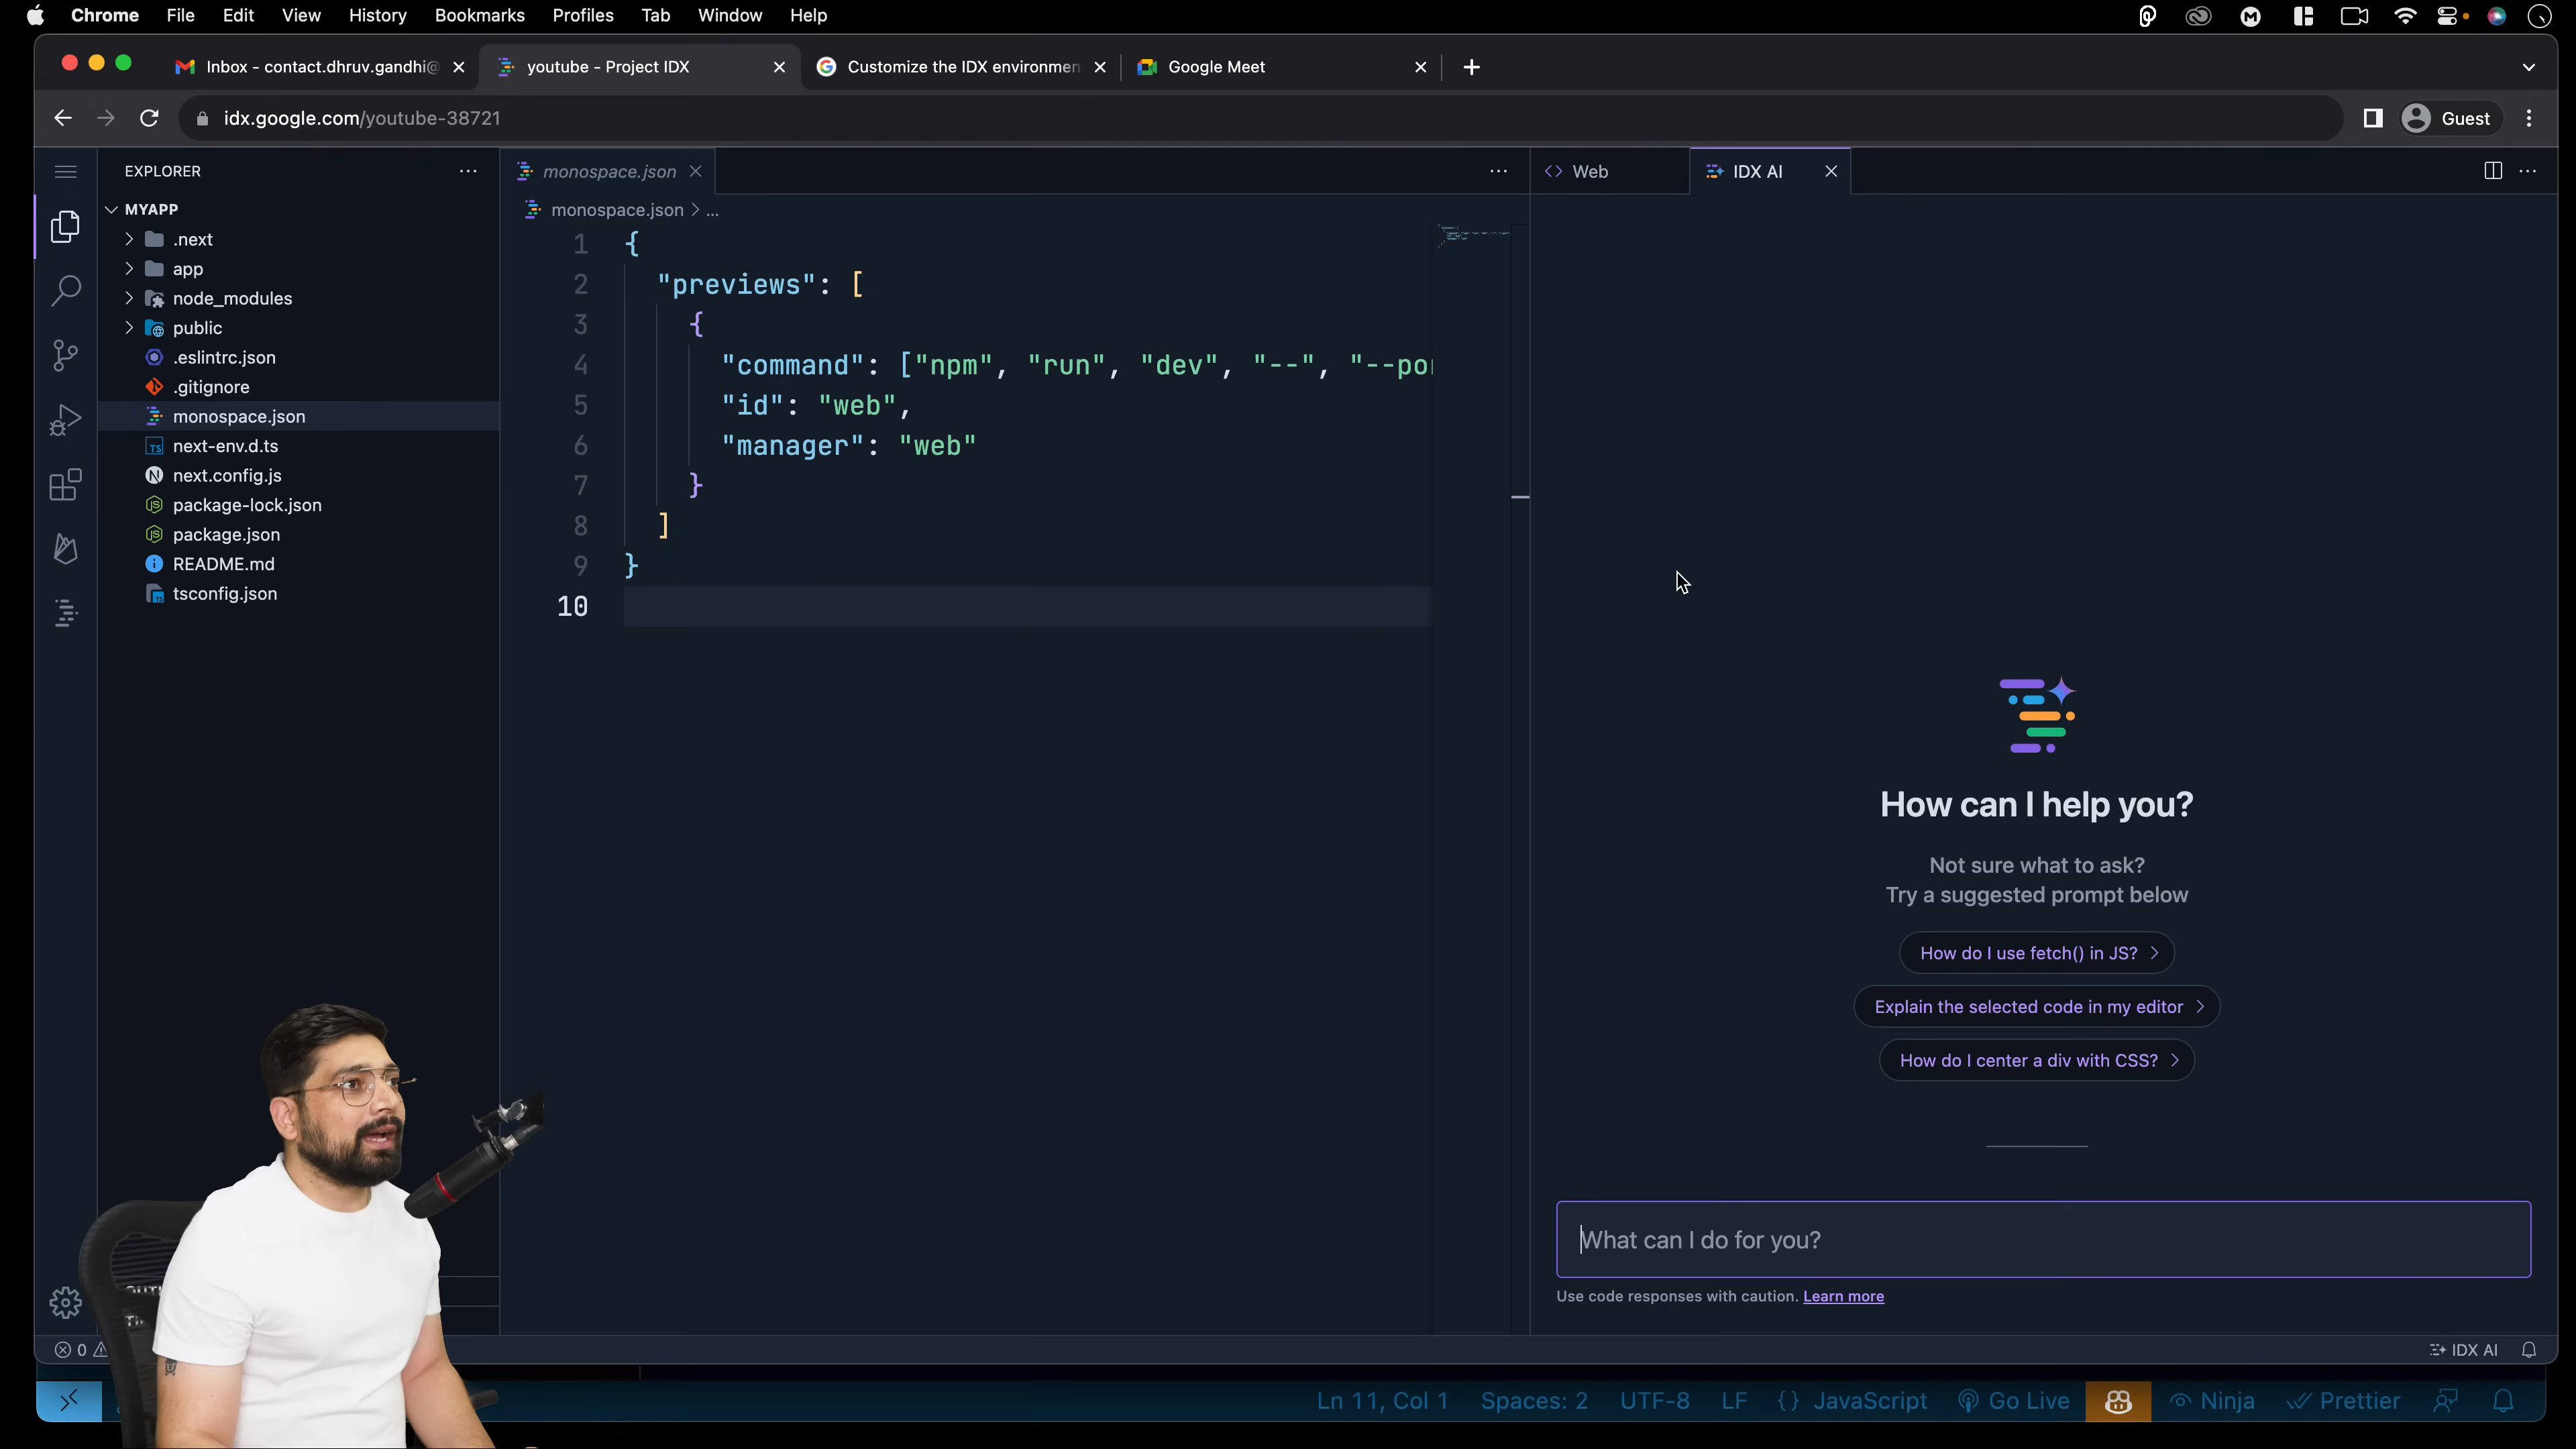 Chrome File Edit View History Bookmarks Profiles Tab Window Help
Inbox - contact.dhruv.gandhi@ youtube - Project IDX Customize the IDX environmen Google Meet
idx.google.com/youtube-38721 Guest
EXPLORER
MYAPP
.next
app
node_modules
public
.eslintrc.json
.gitignore
monospace.json
next-env.d.ts
next.config.js
package-lock.json
package.json
README.md
tsconfig.json
monospace.json
monospace.json > ...
1 {
2 "previews": [
3 {
4 "command": ["npm", "run", "dev", "--", "--por
5 "id": "web",
6 "manager": "web"
7 }
8 ]
9 }
10
Web IDX AI
How can I help you?
Not sure what to ask?
Try a suggested prompt below
How do I use fetch() in JS?
Explain the selected code in my editor
How do I center a div with CSS?
What can I do for you?
Use code responses with caution. Learn more
0 IDX AI
Ln 11, Col 1 Spaces: 2 UTF-8 LF {} JavaScript Go Live Ninja Prettier